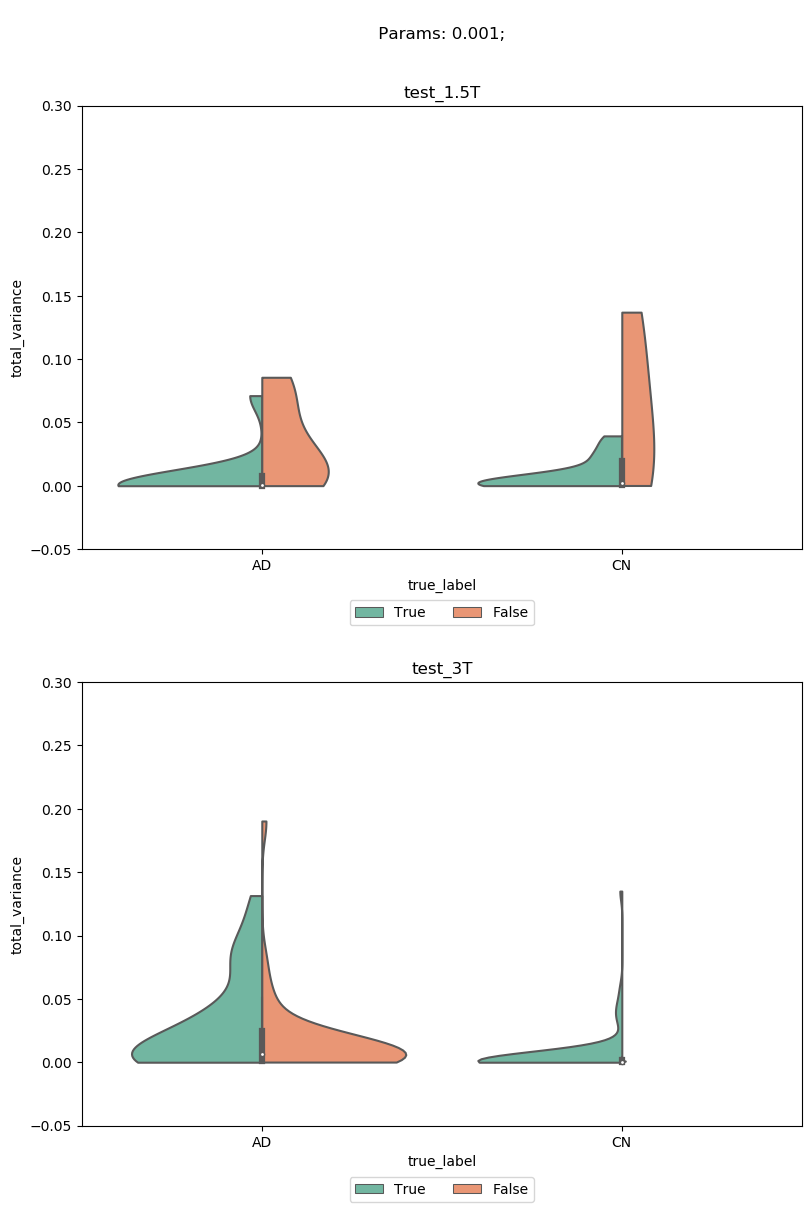 Params: 0.001;
test_1.5T
0.30
0.25
0.20
0.15
0.10
0.05
0.00
−0.05
total_variance
AD CN
true_label
True False
test_3T
0.30
0.25
0.20
0.15
0.10
0.05
0.00
−0.05
total_variance
AD CN
true_label
True False